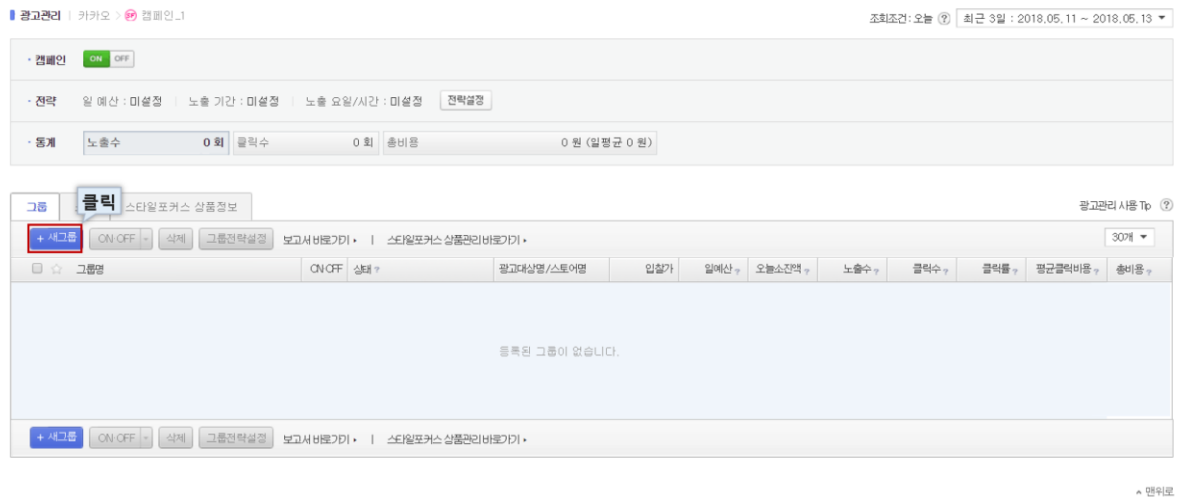 광고관리 | 카카오 > SF 캠페인_1
조회조건 : 오늘 ? 최근 3일 : 2018.05.11 ~ 2018.05.13 ▼
· 캠페인 ON OFF
· 전략 일 예산 : 미설정 | 노출 기간 : 미설정 | 노출 요일/시간 : 미설정 전략설정
· 통계 노출수 0 회 클릭수 0 회 총비용 0 원 (일평균 0 원)
그룹 클릭 스타일포커스 상품정보
광고관리 사용 Tip ?
+ 새그룹 ON·OFF 삭제 그룹전략설정 보고서 바로가기 | 스타일포커스 상품관리 바로가기 30개 ▼
그룹명 ON·OFF 상태 ? 광고대상명/스토어명 입찰가 일예산 ? 오늘소진액 ? 노출수 ? 클릭수 ? 클릭률 ? 평균클릭비용 ? 총비용 ?
등록된 그룹이 없습니다.
+ 새그룹 ON·OFF 삭제 그룹전략설정 보고서 바로가기 | 스타일포커스 상품관리 바로가기
맨위로